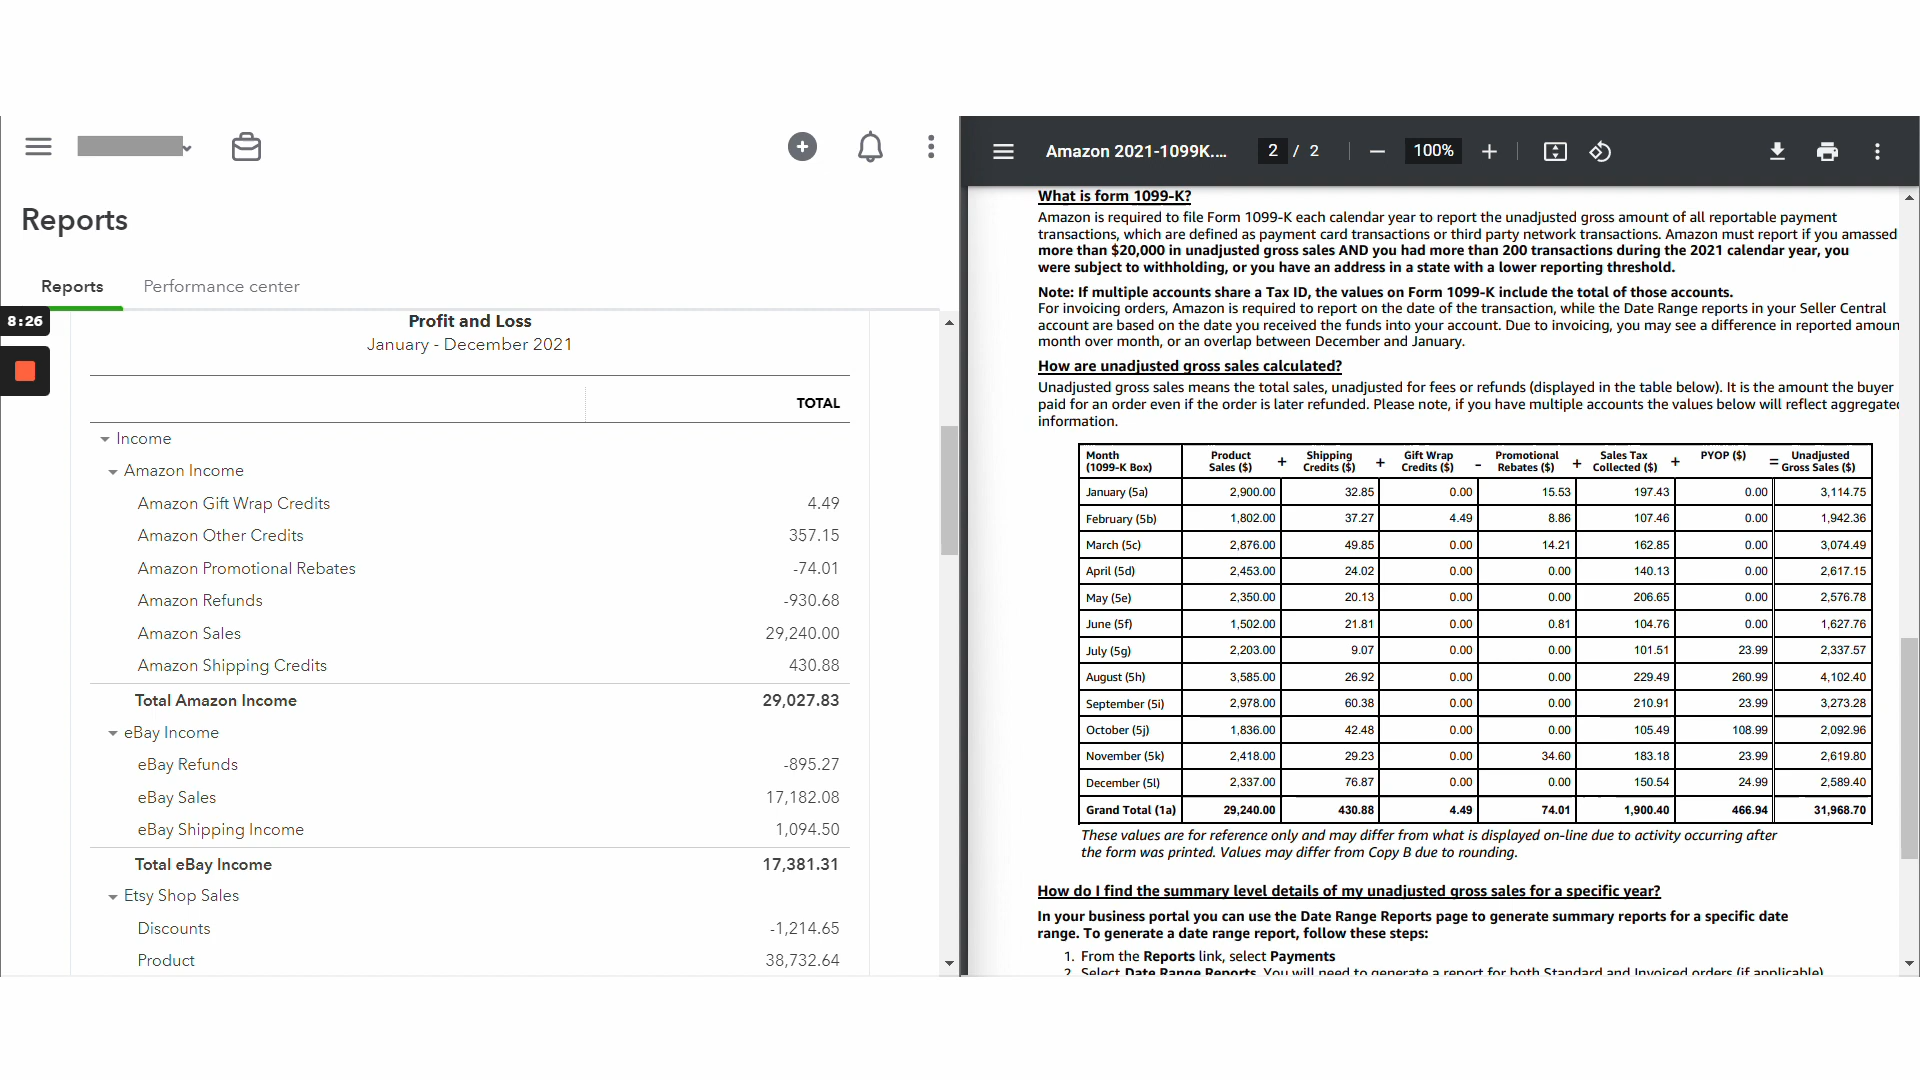 Reports
Reports Performance center
8:26
Profit and Loss
January - December 2021
TOTAL
Income
Amazon Income
Amazon Gift Wrap Credits 4.49
Amazon Other Credits 357.15
Amazon Promotional Rebates -74.01
Amazon Refunds -930.68
Amazon Sales 29,240.00
Amazon Shipping Credits 430.88
Total Amazon Income 29,027.83
eBay Income
eBay Refunds -895.27
eBay Sales 17,182.08
eBay Shipping Income 1,094.50
Total eBay Income 17,381.31
Etsy Shop Sales
Discounts -1,214.65
Product 38,732.64
Amazon 2021-1099K.... 2 / 2 — 100% +
What is form 1099-K?
Amazon is required to file Form 1099-K each calendar year to report the unadjusted gross amount of all reportable payment
transactions, which are defined as payment card transactions or third party network transactions. Amazon must report if you amassed
more than $20,000 in unadjusted gross sales AND you had more than 200 transactions during the 2021 calendar year, you
were subject to withholding, or you have an address in a state with a lower reporting threshold.
Note: If multiple accounts share a Tax ID, the values on Form 1099-K include the total of those accounts.
For invoicing orders, Amazon is required to report on the date of the transaction, while the Date Range reports in your Seller Central
account are based on the date you received the funds into your account. Due to invoicing, you may see a difference in reported amoun
month over month, or an overlap between December and January.
How are unadjusted gross sales calculated?
Unadjusted gross sales means the total sales, unadjusted for fees or refunds (displayed in the table below). It is the amount the buyer
paid for an order even if the order is later refunded. Please note, if you have multiple accounts the values below will reflect aggregated
information.
Month Product Shipping Gift Wrap Promotional Sales Tax PYOP ($) Unadjusted
(1099-K Box) Sales ($) + Credits ($) + Credits ($) - Rebates ($) + Collected ($) + = Gross Sales ($)
January (5a) 2,900.00 32.85 0.00 15.53 197.43 0.00 3,114.75
February (5b) 1,802.00 37.27 4.49 8.86 107.46 0.00 1,942.36
March (5c) 2,876.00 49.85 0.00 14.21 162.85 0.00 3,074.49
April (5d) 2,453.00 24.02 0.00 0.00 140.13 0.00 2,617.15
May (5e) 2,350.00 20.13 0.00 0.00 206.65 0.00 2,576.78
June (5f) 1,502.00 21.81 0.00 0.81 104.76 0.00 1,627.76
July (5g) 2,203.00 9.07 0.00 0.00 101.51 23.99 2,337.57
August (5h) 3,585.00 26.92 0.00 0.00 229.49 260.99 4,102.40
September (5i) 2,978.00 60.38 0.00 0.00 210.91 23.99 3,273.28
October (5j) 1,836.00 42.48 0.00 0.00 105.49 108.99 2,092.96
November (5k) 2,418.00 29.23 0.00 34.60 183.18 23.99 2,619.80
December (5l) 2,337.00 76.87 0.00 0.00 150.54 24.99 2,589.40
Grand Total (1a) 29,240.00 430.88 4.49 74.01 1,900.40 466.94 31,968.70
These values are for reference only and may differ from what is displayed on-line due to activity occurring after
the form was printed. Values may differ from Copy B due to rounding.
How do I find the summary level details of my unadjusted gross sales for a specific year?
In your business portal you can use the Date Range Reports page to generate summary reports for a specific date
range. To generate a date range report, follow these steps:
1. From the Reports link, select Payments
2. Select Date Range Reports. You will need to generate a report for both Standard and Invoiced orders (if applicable)